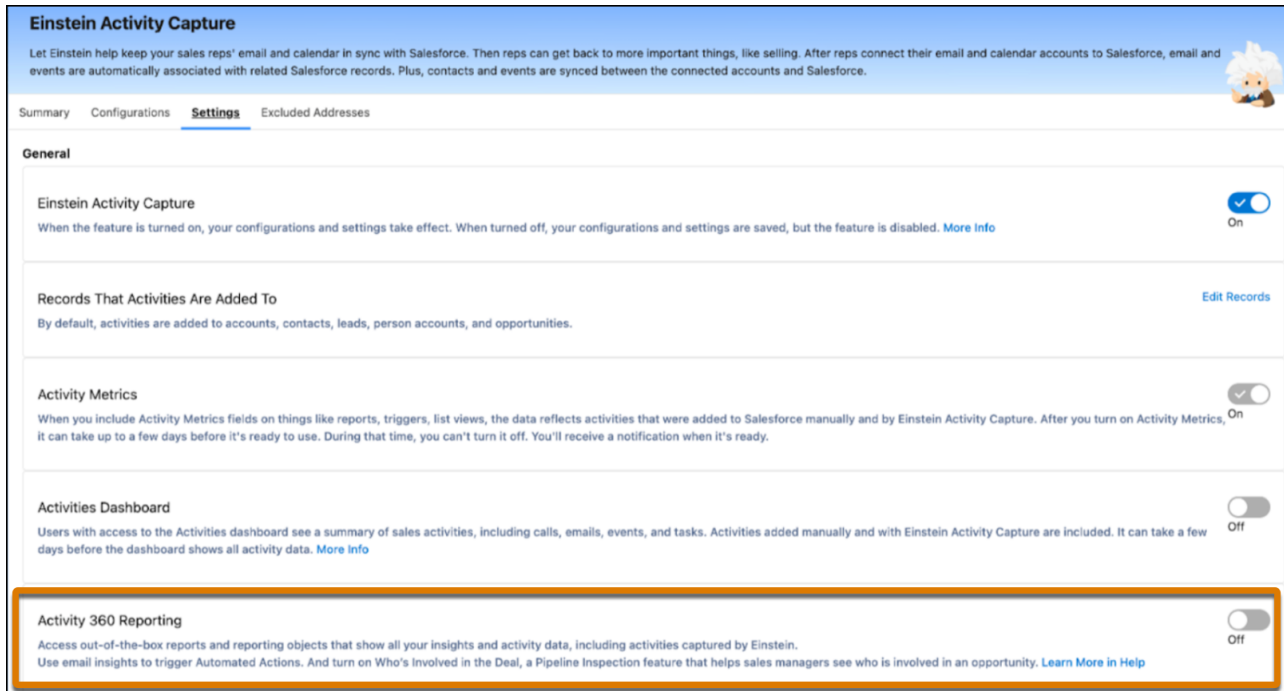 Einstein Activity Capture
Let Einstein help keep your sales reps' email and calendar in sync with Salesforce. Then reps can get back to more important things, like selling. After reps connect their email and calendar accounts to Salesforce, email and
events are automatically associated with related Salesforce records. Plus, contacts and events are synced between the connected accounts and Salesforce.
Summary Configurations Settings Excluded Addresses
General
Einstein Activity Capture
When the feature is turned on, your configurations and settings take effect. When turned off, your configurations and settings are saved, but the feature is disabled. More Info
On
Records That Activities Are Added To
Edit Records
By default, activities are added to accounts, contacts, leads, person accounts, and opportunities.
Activity Metrics
When you include Activity Metrics fields on things like reports, triggers, list views, the data reflects activities that were added to Salesforce manually and by Einstein Activity Capture. After you turn on Activity Metrics,
On
it can take up to a few days before it's ready to use. During that time, you can't turn it off. You'll receive a notification when it's ready.
Activities Dashboard
Users with access to the Activities dashboard see a summary of sales activities, including calls, emails, events, and tasks. Activities added manually and with Einstein Activity Capture are included. It can take a few
Off
days before the dashboard shows all activity data. More Info
Activity 360 Reporting
Access out-of-the-box reports and reporting objects that show all your insights and activity data, including activities captured by Einstein.
Off
Use email insights to trigger Automated Actions. And turn on Who's Involved in the Deal, a Pipeline Inspection feature that helps sales managers see who is involved in an opportunity. Learn More in Help